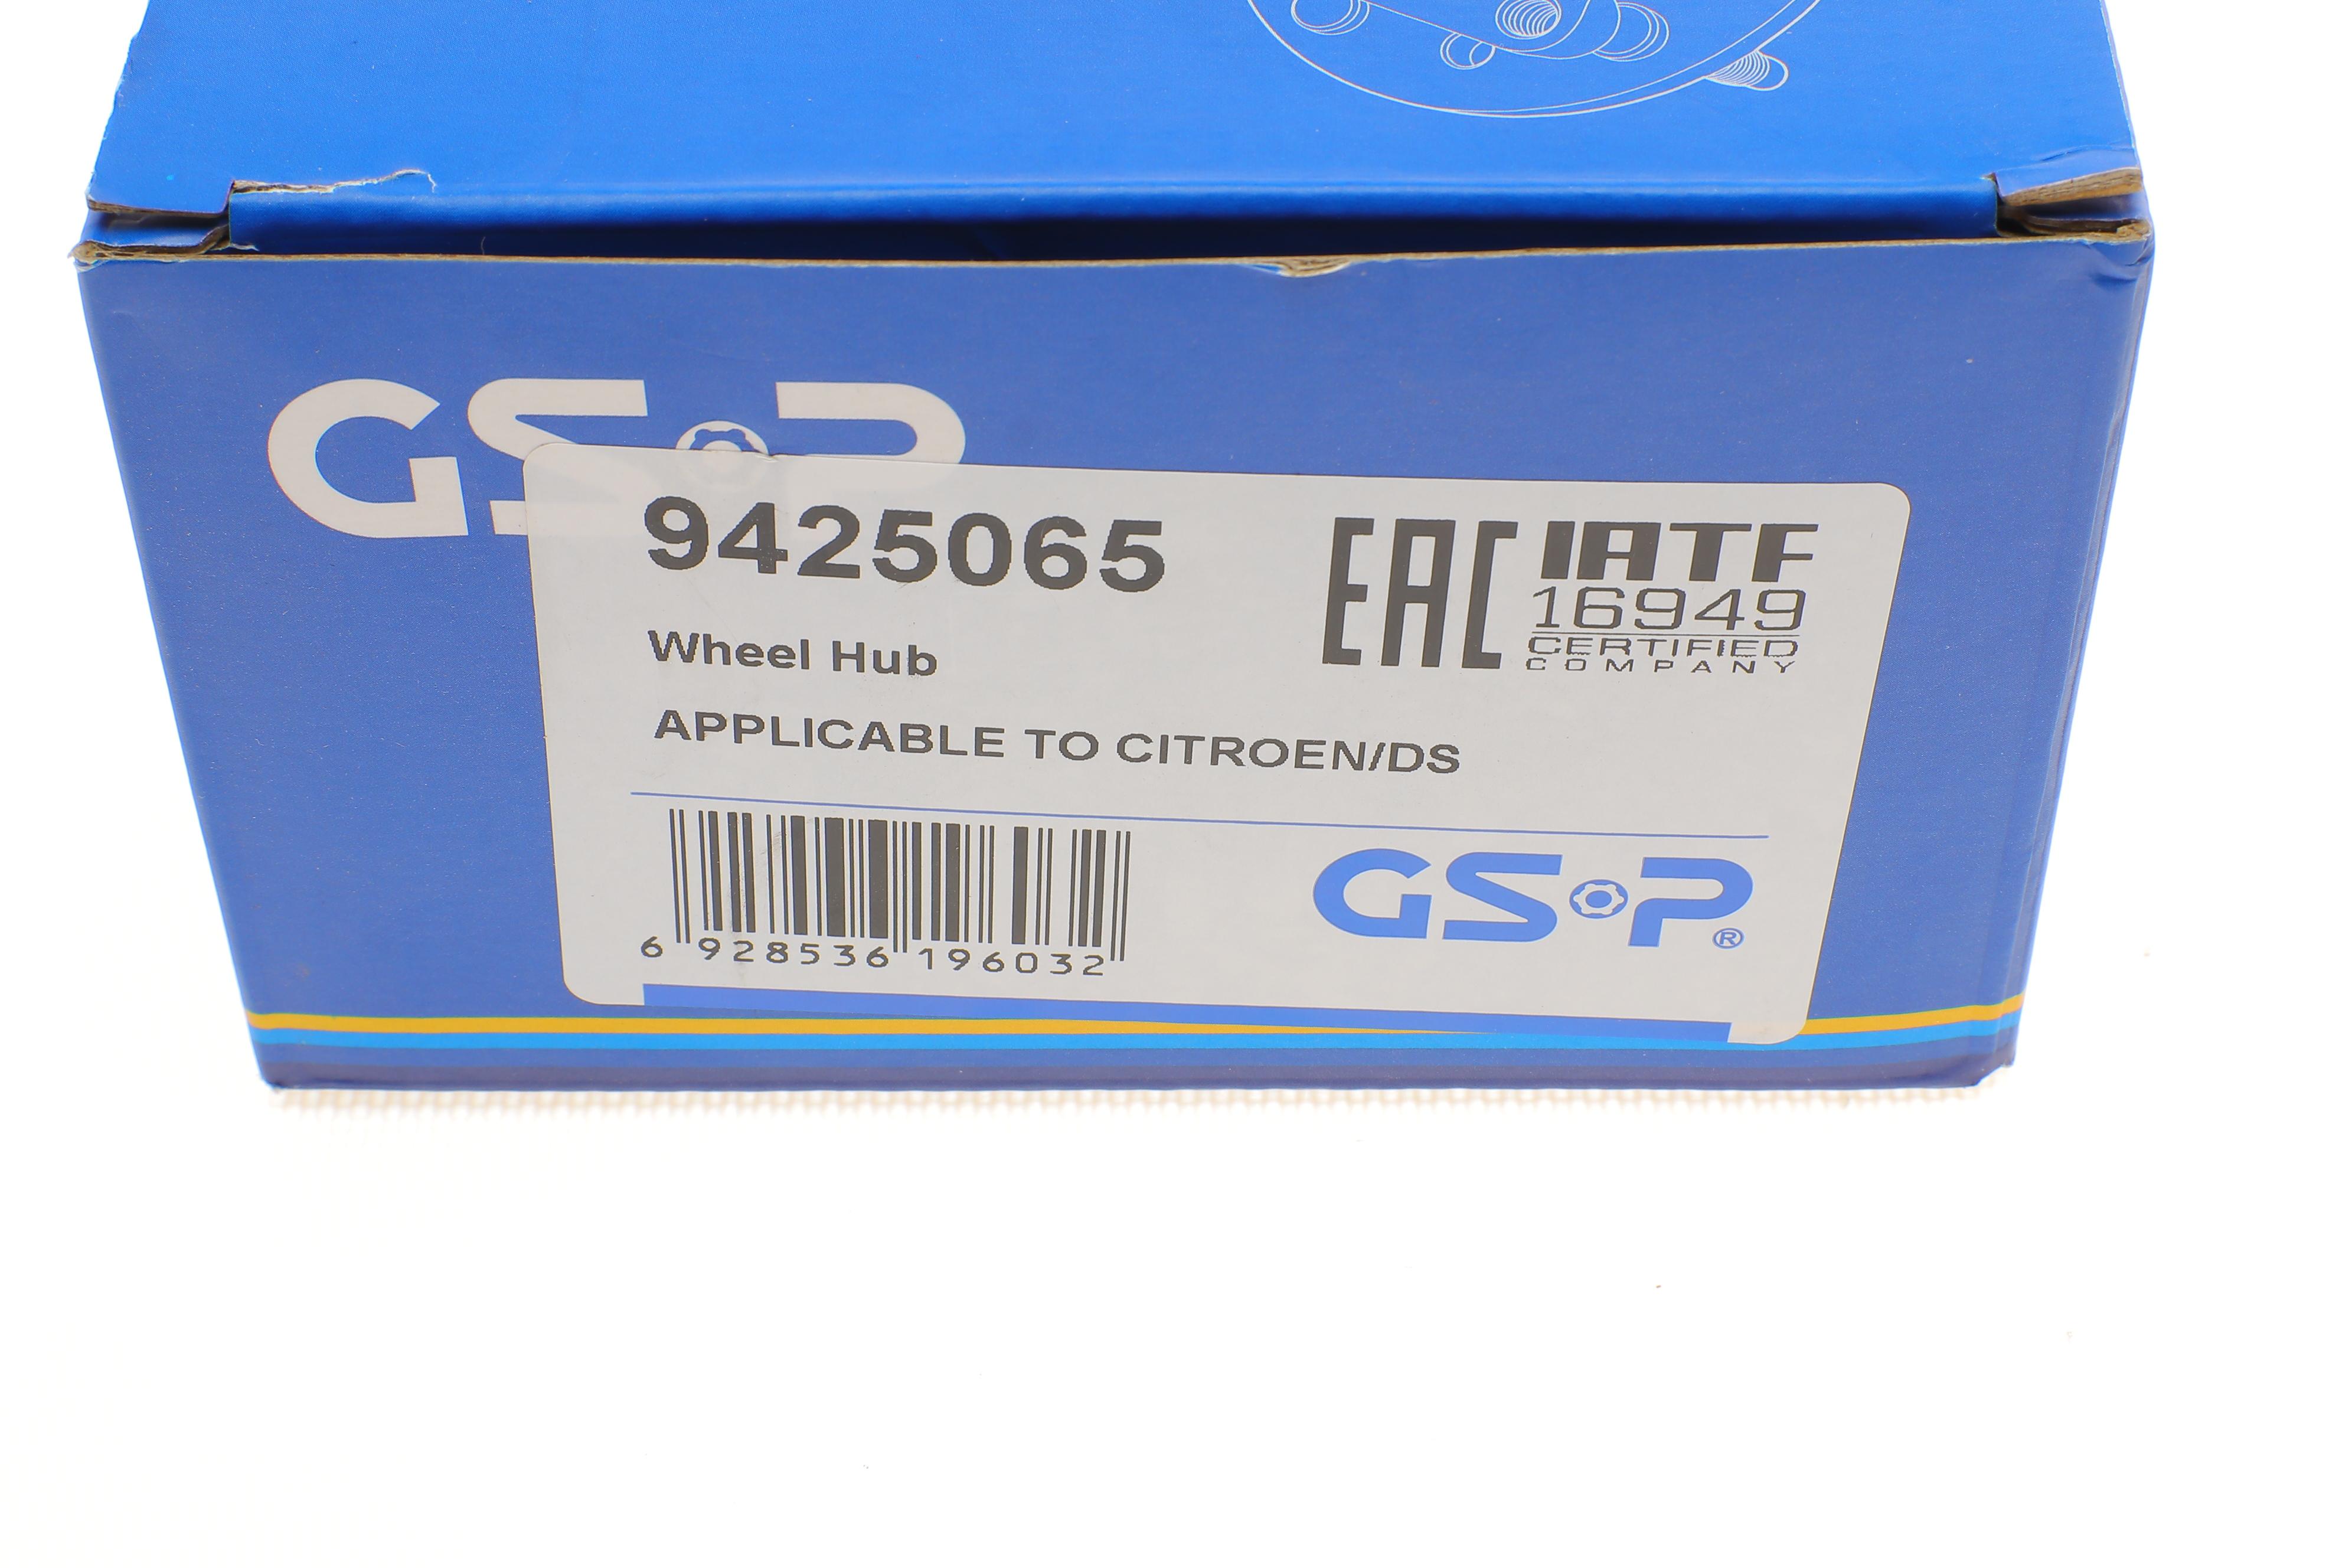 GSP
9425065
EAC IATF
16949
CERTIFIED
COMPANY
Wheel Hub
APPLICABLE TO CITROEN/DS
6 928536 196032
GSP®